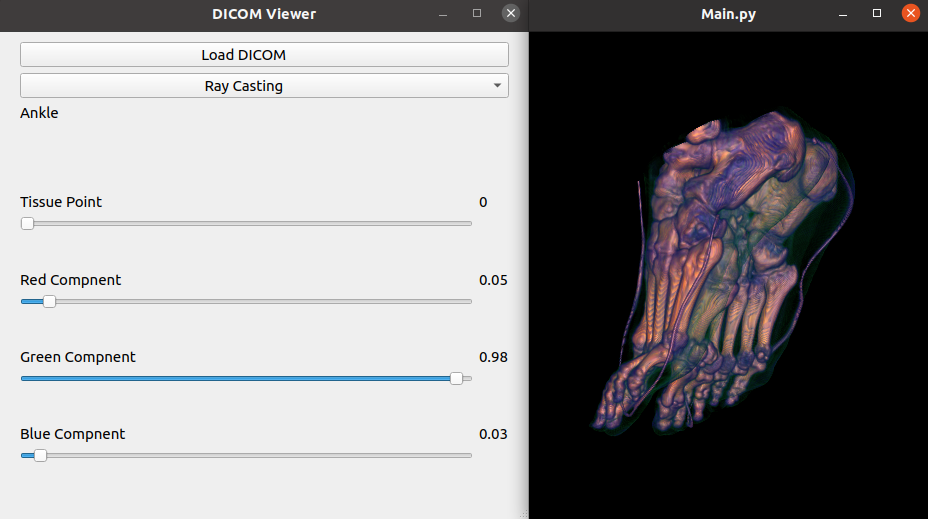 DICOM Viewer
Main.py
Load DICOM
Ray Casting
Ankle
Tissue Point 0
Red Compnent 0.05
Green Compnent 0.98
Blue Compnent 0.03